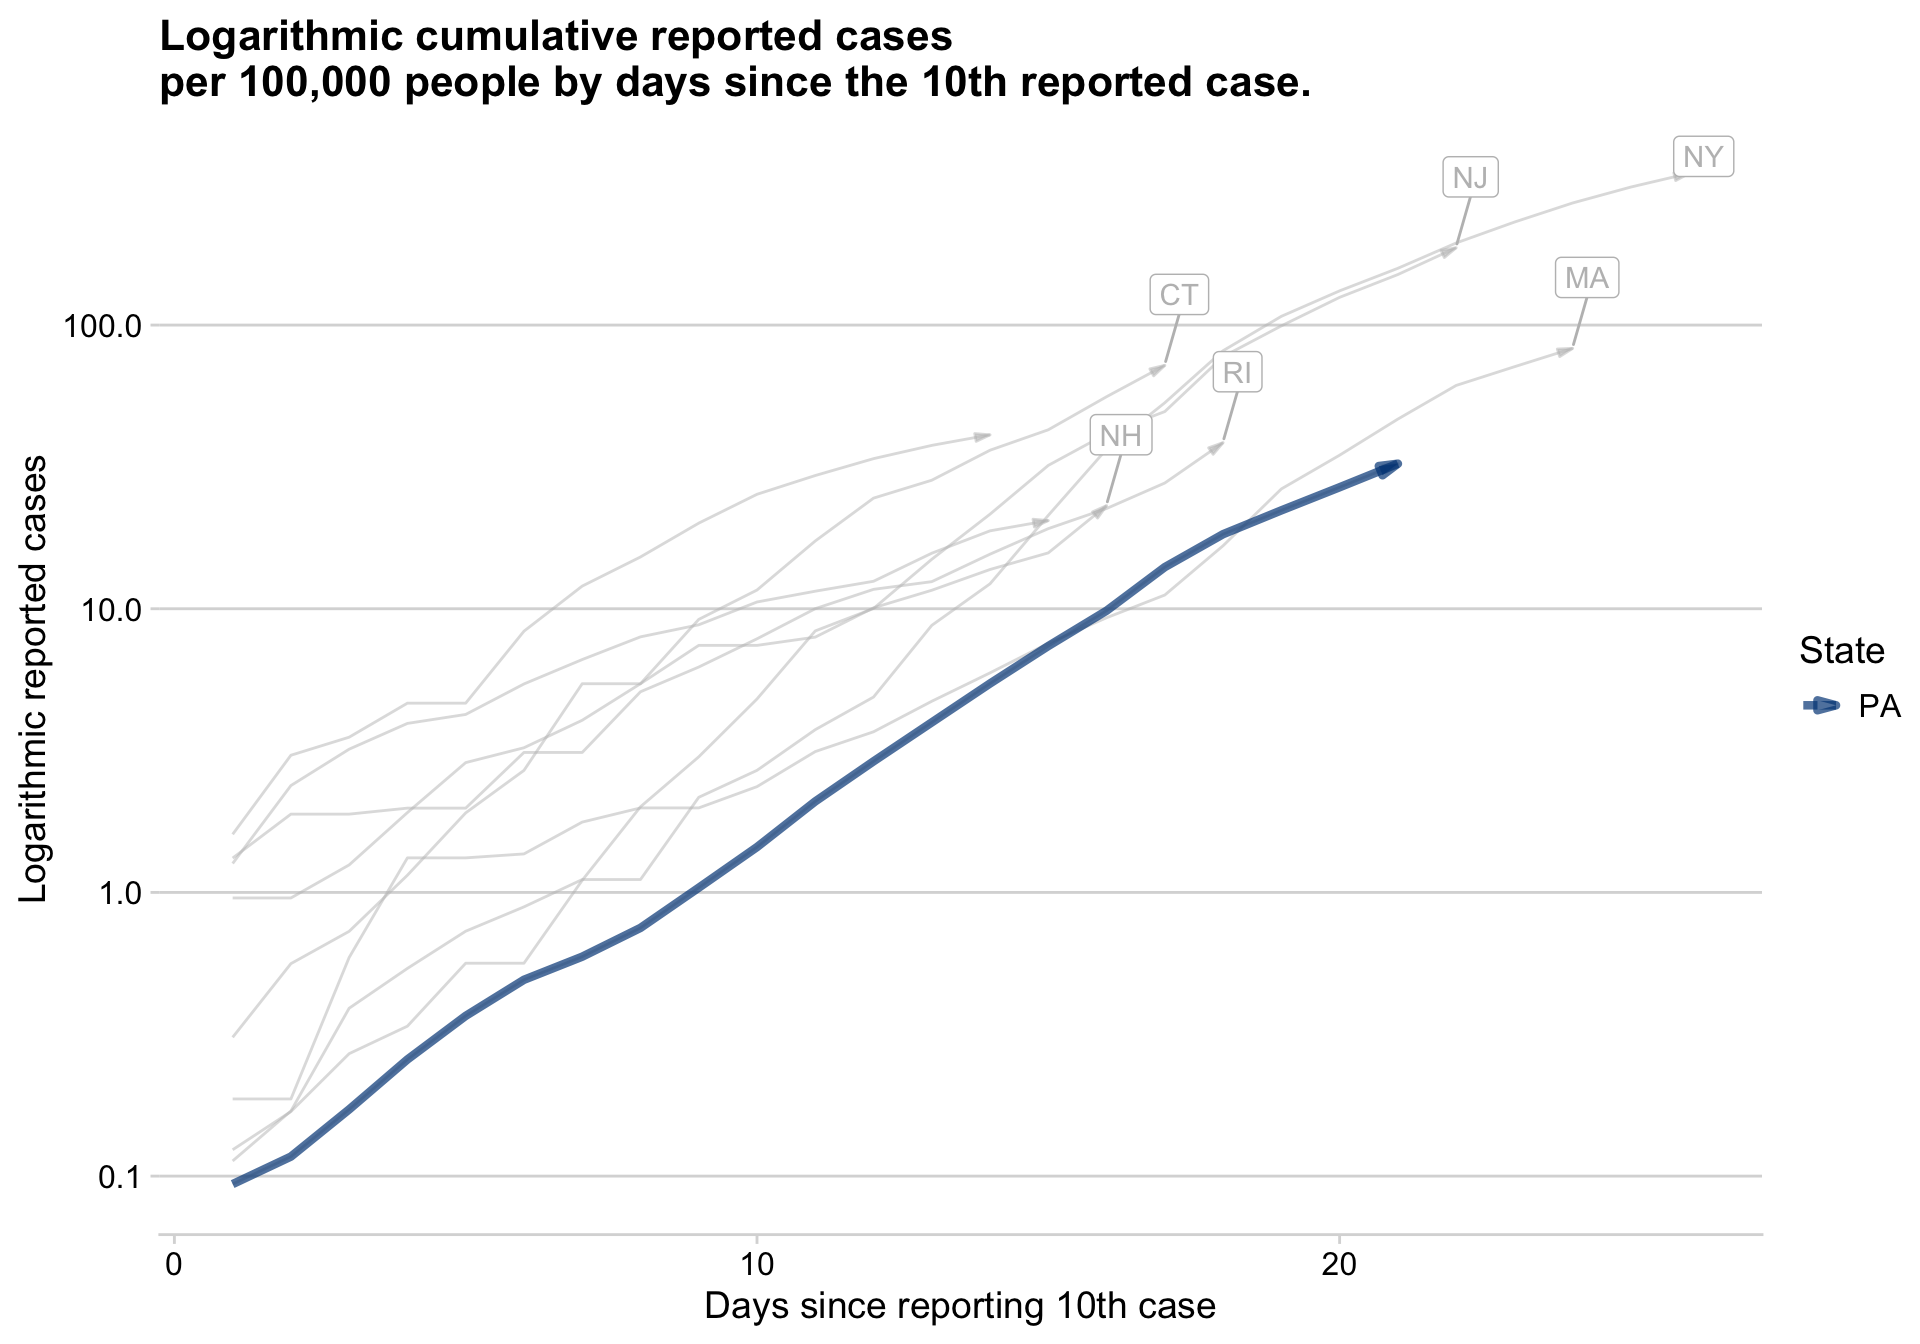 Logarithmic cumulative reported cases
per 100,000 people by days since the 10th reported case.
NY
NJ
MA
CT
RI
NH
100.0
10.0
1.0
0.1
Logarithmic reported cases
0
10
20
Days since reporting 10th case
State
PA